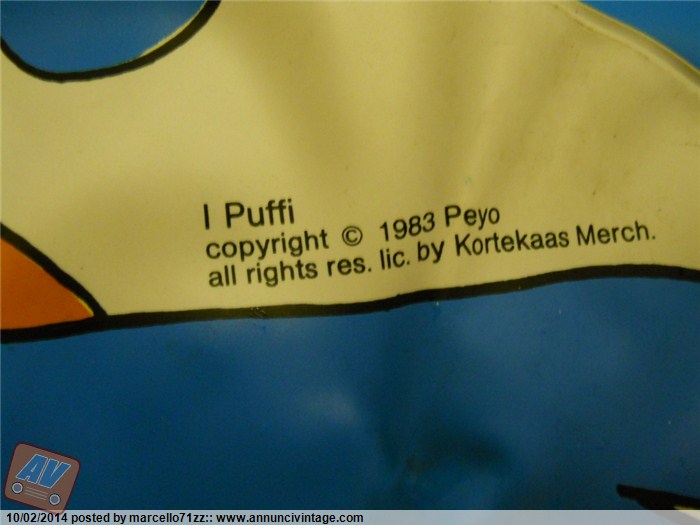 I Puffi
copyright © 1983 Peyo
all rights res. lic. by Kortekaas Merch.
AV
10/02/2014 posted by marcello71zz:: www.annuncivintage.com